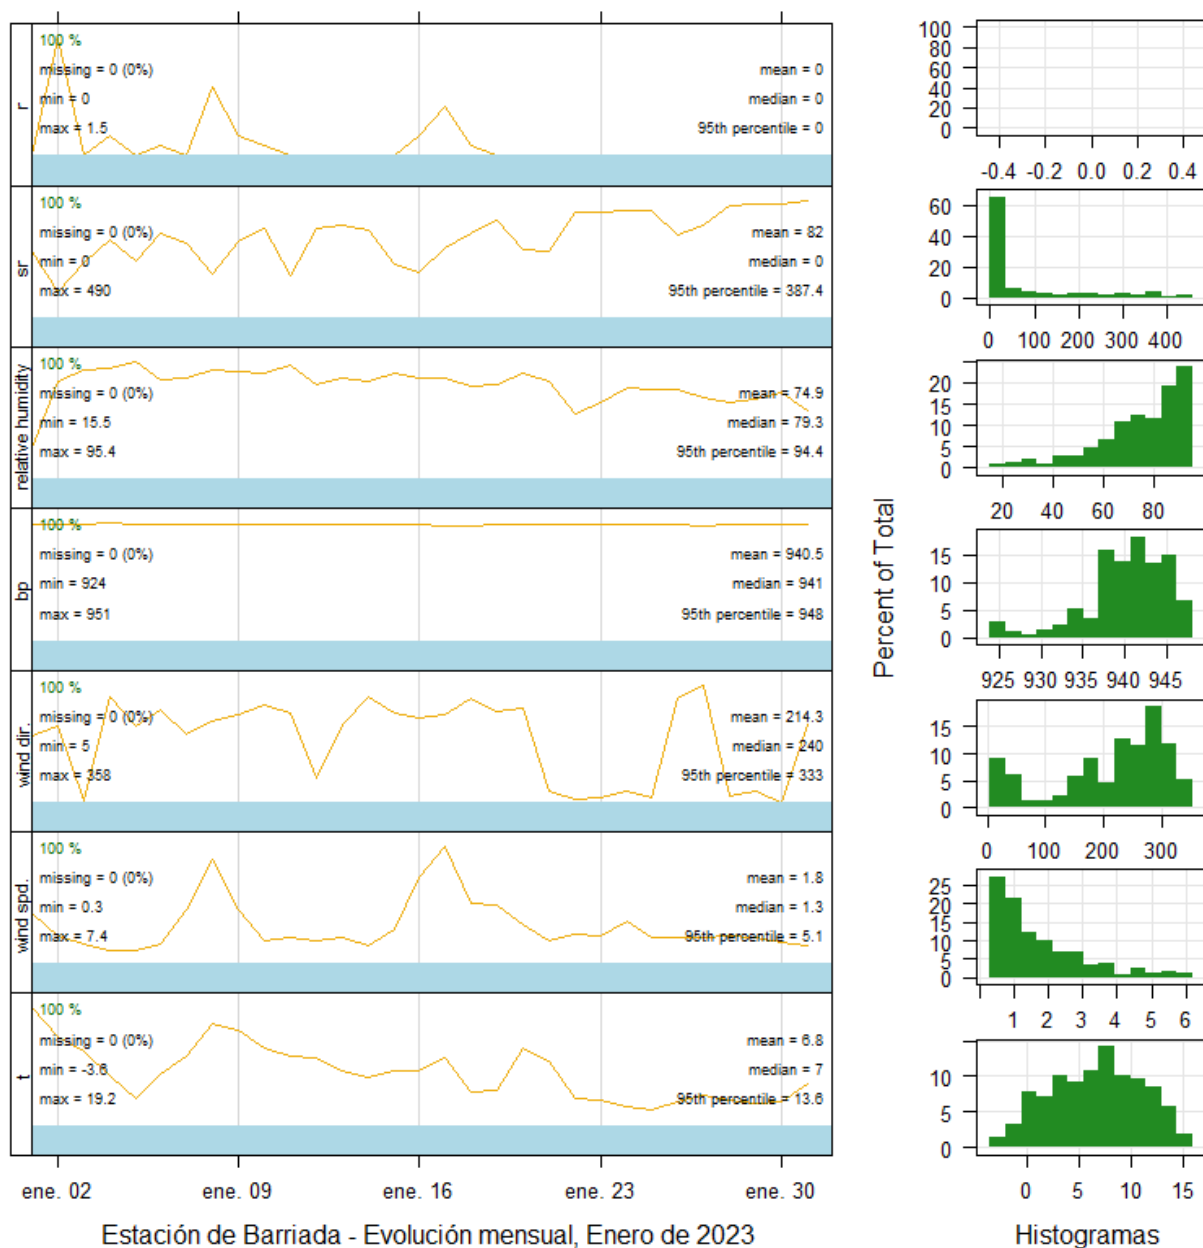 r
100 %
missing = 0 (0%)
min = 0
max = 1.5
mean = 0
median = 0
95th percentile = 0
sr
100 %
missing = 0 (0%)
min = 0
max = 490
mean = 82
median = 0
95th percentile = 387.4
relative humidity
100 %
missing = 0 (0%)
min = 15.5
max = 95.4
mean = 74.9
median = 79.3
95th percentile = 94.4
bp
100 %
missing = 0 (0%)
min = 924
max = 951
mean = 940.5
median = 941
95th percentile = 948
wind dir.
100 %
missing = 0 (0%)
min = 5
max = 358
mean = 214.3
median = 240
95th percentile = 333
wind spd.
100 %
missing = 0 (0%)
min = 0.3
max = 7.4
mean = 1.8
median = 1.3
95th percentile = 5.1
t
100 %
missing = 0 (0%)
min = -3.6
max = 19.2
mean = 6.8
median = 7
95th percentile = 13.6
ene. 02 ene. 09 ene. 16 ene. 23 ene. 30
Estación de Barriada - Evolución mensual, Enero de 2023
Percent of Total
100
80
60
40
20
0
-0.4 -0.2 0.0 0.2 0.4
60
40
20
0
0 100 200 300 400
20
15
10
5
0
20 40 60 80
15
10
5
0
925 930 935 940 945
15
10
5
0
0 100 200 300
25
20
15
10
5
0
1 2 3 4 5 6
10
5
0
0 5 10 15
Histogramas